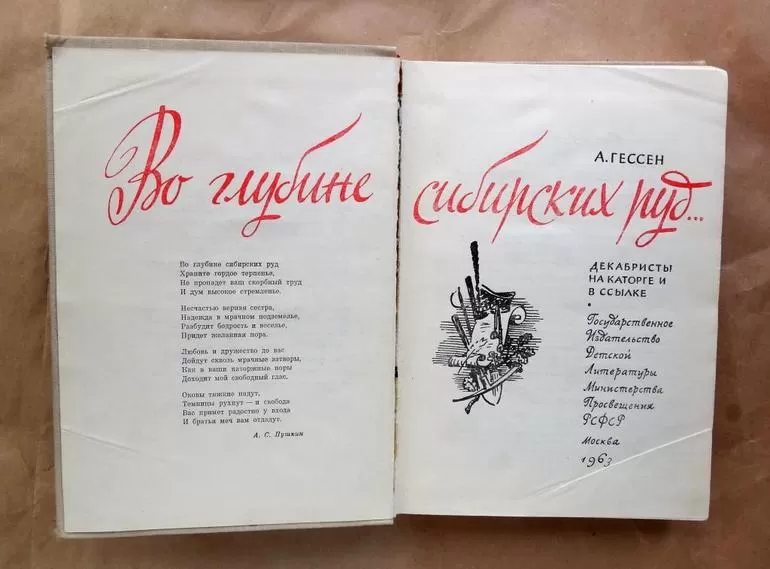 Во глубине
Во глубине сибирских руд
Храните гордое терпенье,
Не пропадет ваш скорбный труд
И дум высокое стремленье.
Несчастью верная сестра,
Надежда в мрачном подземелье,
Разбудит бодрость и веселье,
Придет желанная пора.
Любовь и дружество до вас
Дойдут сквозь мрачные затворы,
Как в ваши каторжные норы
Доходит мой свободный глас.
Оковы тяжкие падут,
Темницы рухнут — и свобода
Вас примет радостно у входа
И братья меч вам отдадут.
А. С. Пушкин
А. ГЕССЕН
сибирских руд...
ДЕКАБРИСТЫ
НА КАТОРГЕ И
В ССЫЛКЕ
Государственное
Издательство
Детской
Литературы
Министерства
Просвещения
РСФСР
Москва
1963